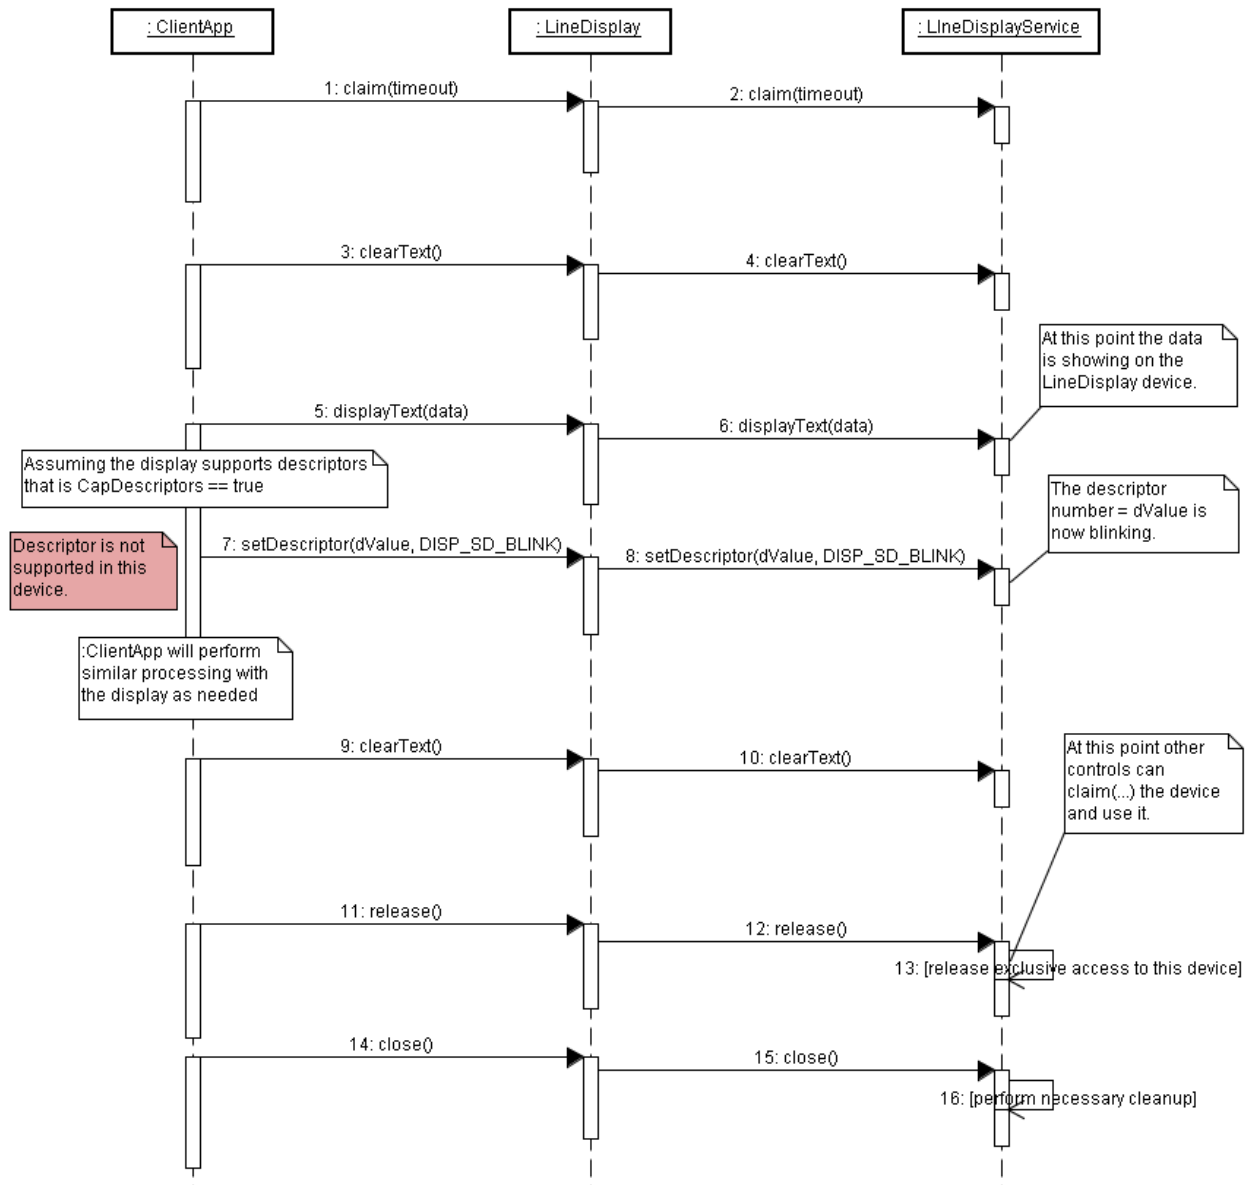 : ClientApp
: LineDisplay
: LIneDisplayService
1: claim(timeout)
2: claim(timeout)
3: clearText()
4: clearText()
At this point the data
is showing on the
LineDisplay device.
5: displayText(data)
6: displayText(data)
Assuming the display supports descriptors
that is CapDescriptors == true
The descriptor
number = dValue is
now blinking.
Descriptor is not
supported in this
device.
7: setDescriptor(dValue, DISP_SD_BLINK)
8: setDescriptor(dValue, DISP_SD_BLINK)
:ClientApp will perform
similar processing with
the display as needed
9: clearText()
10: clearText()
At this point other
controls can
claim(...) the device
and use it.
11: release()
12: release()
13: [release exclusive access to this device]
14: close()
15: close()
16: [perform necessary cleanup]